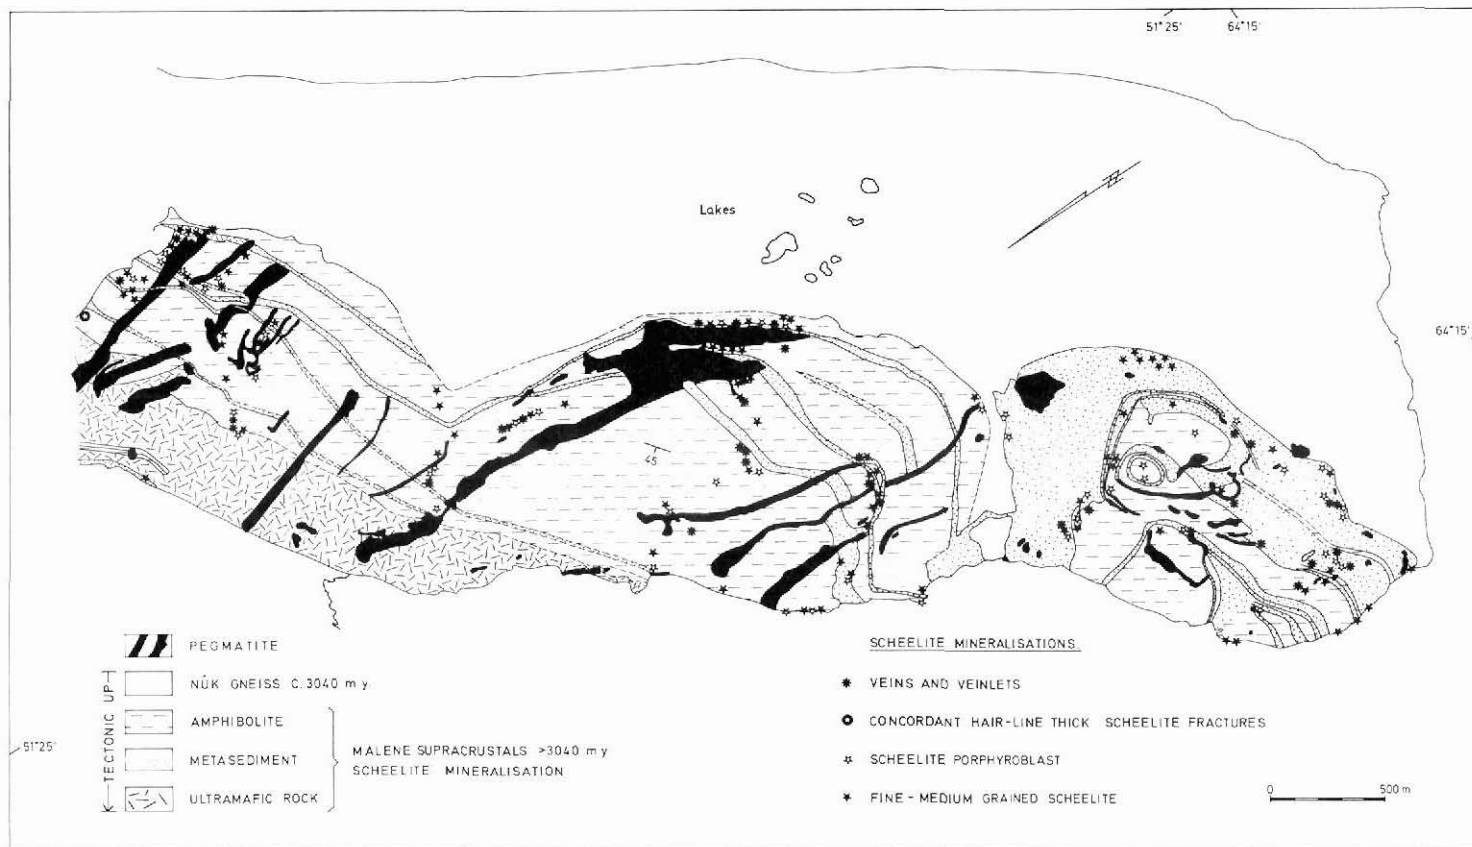 51°25' 64°15'
Lakes
64°15'
45
PEGMATITE
NÛK GNEISS C.3040 m y.
AMPHIBOLITE
METASEDIMENT
ULTRAMAFIC ROCK
TECTONIC UP
MALENE SUPRACRUSTALS >3040 m y
SCHEELITE MINERALISATION
51°25'
SCHEELITE MINERALISATIONS
VEINS AND VEINLETS
CONCORDANT HAIR-LINE THICK SCHEELITE FRACTURES
SCHEELITE PORPHYROBLAST
FINE-MEDIUM GRAINED SCHEELITE
0 500 m